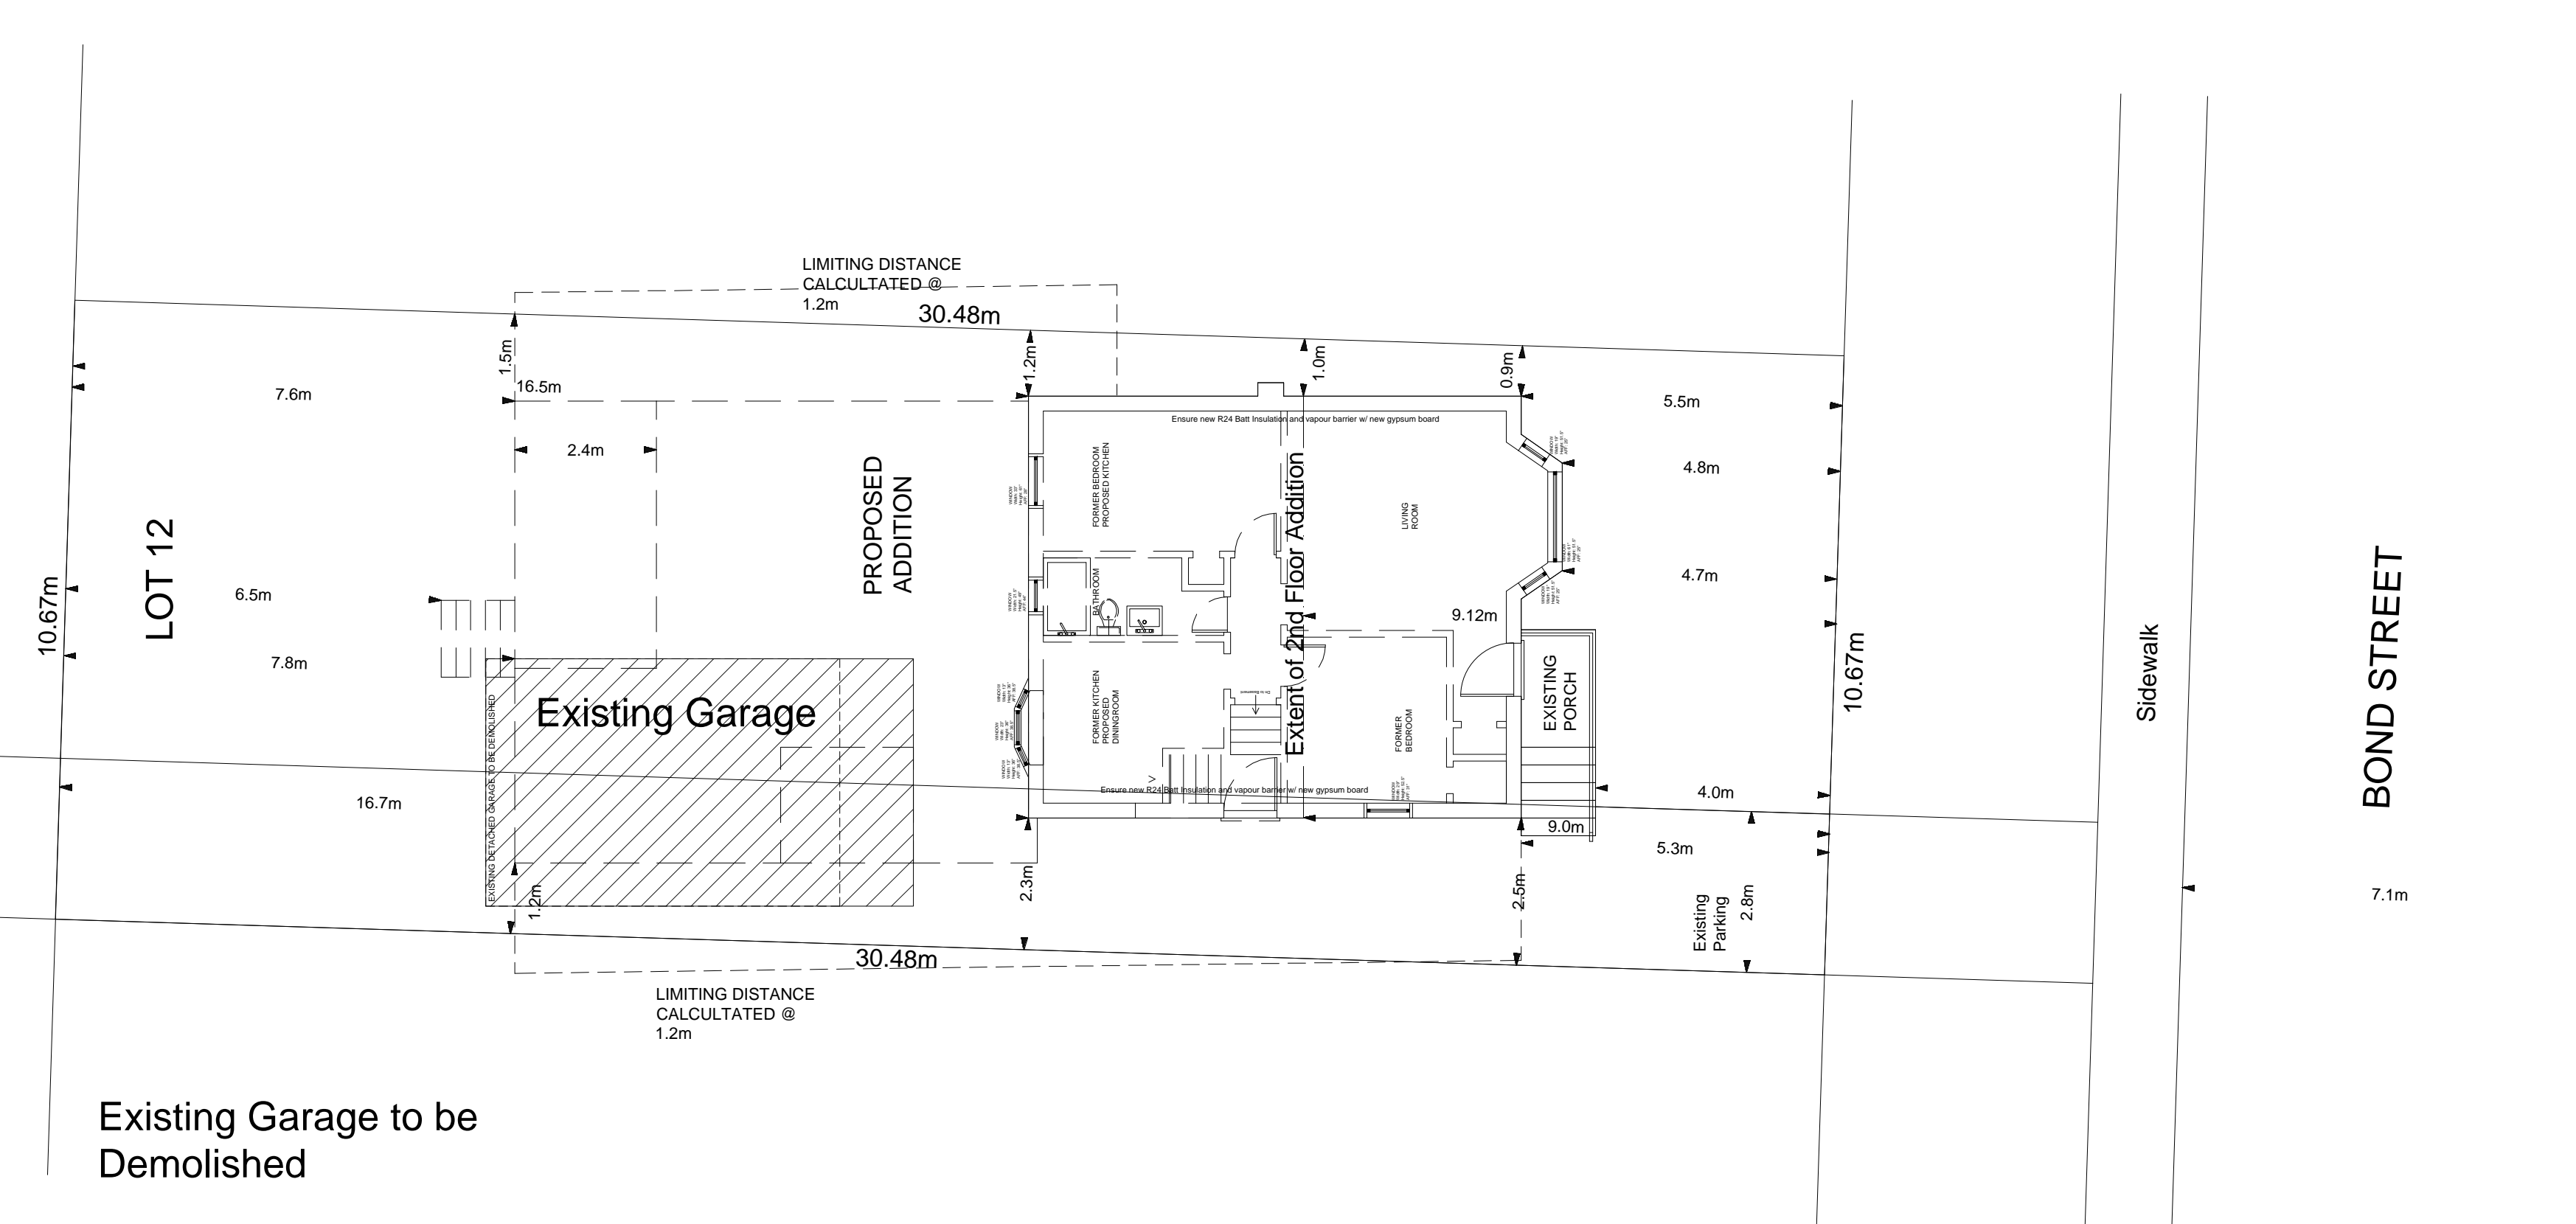 LIMITING DISTANCE
CALCULTATED @
1.2m
30.48m
1.5m
1.2m
1.0m
0.9m
16.5m
7.6m
5.5m
2.4m
4.8m
Ensure new R24 Batt Insulation and vapour barrier w/ new gypsum board
FORMER BEDROOM
PROPOSED KITCHEN
PROPOSED
ADDITION
Extent of 2nd Floor Addition
LIVING
ROOM
LOT 12
10.67m
6.5m
BATHROOM
4.7m
9.12m
7.8m
Existing Garage
EXISTING DETACHED GARAGE TO BE DEMOLISHED
FORMER KITCHEN
PROPOSED
DININGROOM
Dn to Basement
FORMER
BEDROOM
EXISTING
PORCH
10.67m
Sidewalk
BOND STREET
16.7m
Ensure new R24 Batt Insulation and vapour barrier w/ new gypsum board
4.0m
9.0m
5.3m
1.2m
2.3m
2.5m
Existing
Parking
2.8m
7.1m
30.48m
LIMITING DISTANCE
CALCULTATED @
1.2m
Existing Garage to be
Demolished